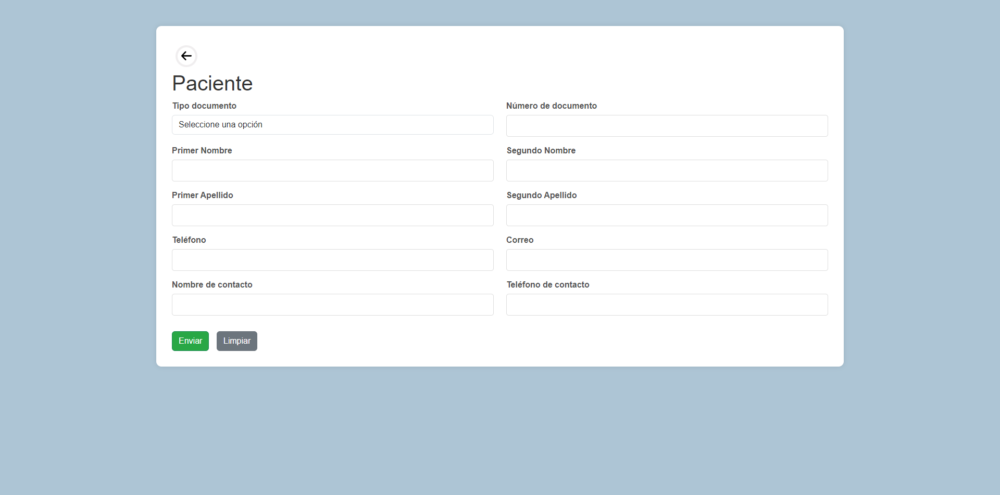 Paciente
Tipo documento
Número de documento
Seleccione una opción
Primer Nombre
Segundo Nombre
Primer Apellido
Segundo Apellido
Teléfono
Correo
Nombre de contacto
Teléfono de contacto
Enviar
Limpiar